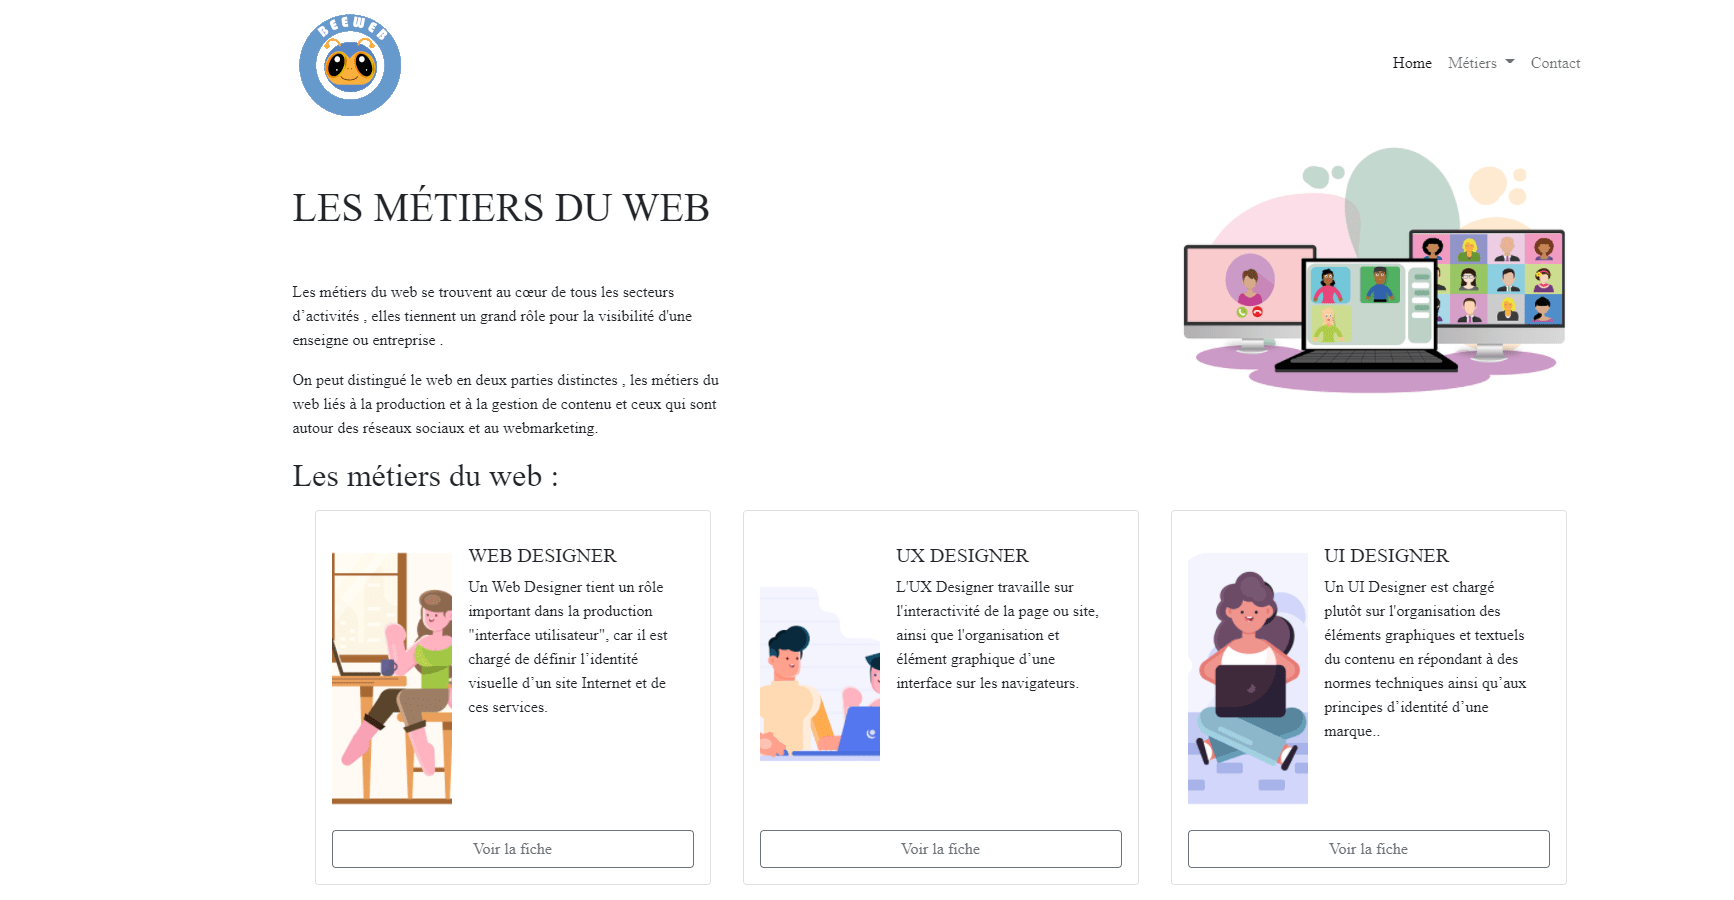 BEEWEB
Home Métiers Contact
LES MÉTIERS DU WEB
Les métiers du web se trouvent au cœur de tous les secteurs
d’activités , elles tiennent un grand rôle pour la visibilité d'une
enseigne ou entreprise .
On peut distingué le web en deux parties distinctes , les métiers du
web liés à la production et à la gestion de contenu et ceux qui sont
autour des réseaux sociaux et au webmarketing.
Les métiers du web :
WEB DESIGNER
Un Web Designer tient un rôle
important dans la production
"interface utilisateur", car il est
chargé de définir l’identité
visuelle d’un site Internet et de
ces services.
Voir la fiche
UX DESIGNER
L'UX Designer travaille sur
l'interactivité de la page ou site,
ainsi que l'organisation et
élément graphique d’une
interface sur les navigateurs.
Voir la fiche
UI DESIGNER
Un UI Designer est chargé
plutôt sur l'organisation des
éléments graphiques et textuels
du contenu en répondant à des
normes techniques ainsi qu’aux
principes d’identité d’une
marque..
Voir la fiche